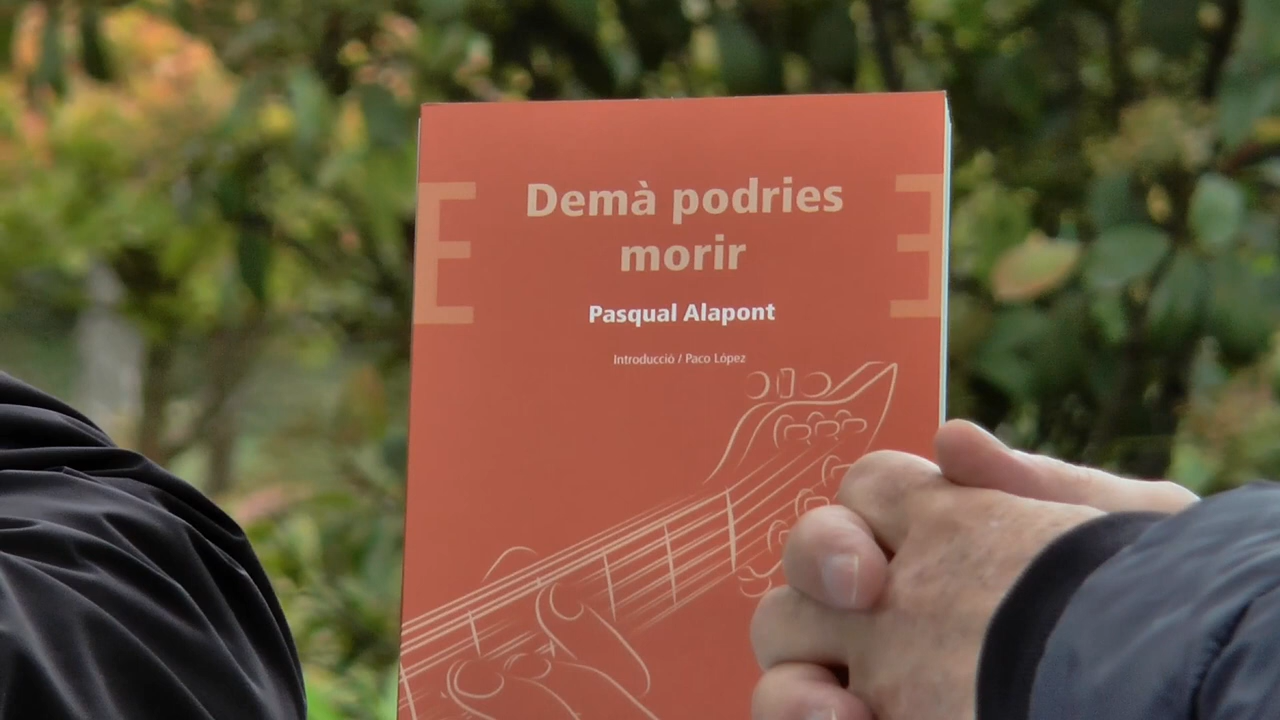 Demà podries
morir
Pasqual Alapont
Introducció / Paco López